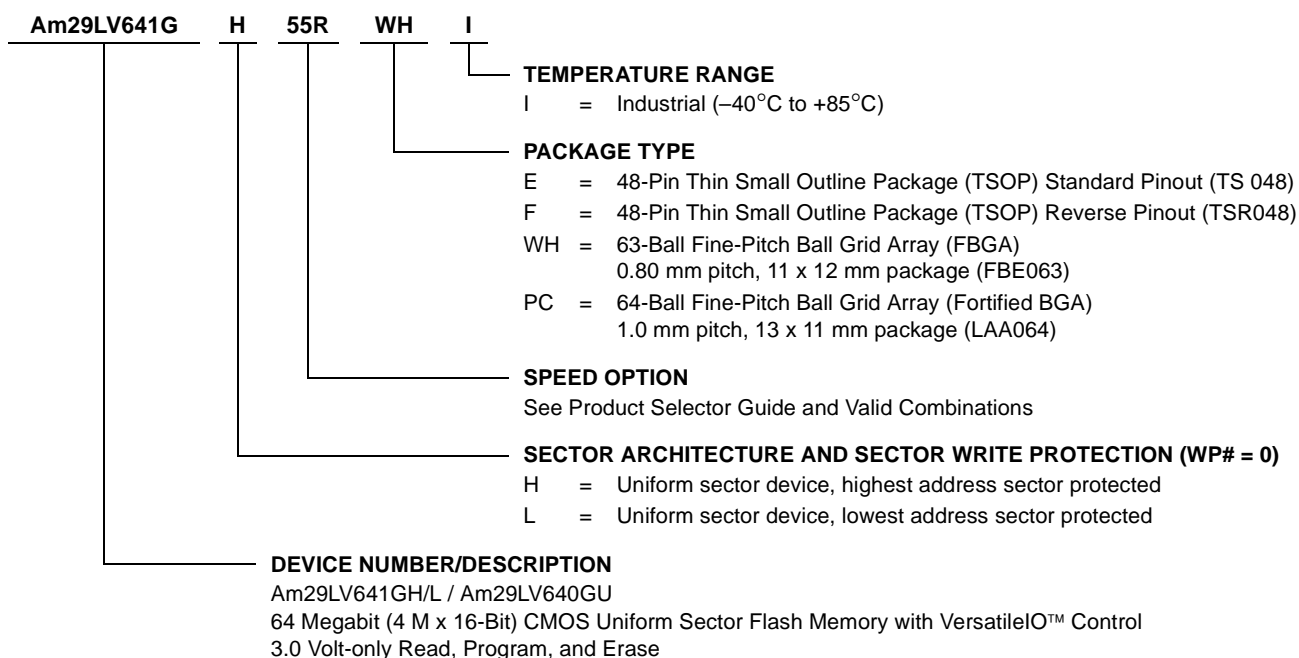 Am29LV641G H 55R WH I
TEMPERATURE RANGE
I = Industrial (–40°C to +85°C)
PACKAGE TYPE
E = 48-Pin Thin Small Outline Package (TSOP) Standard Pinout (TS 048)
F = 48-Pin Thin Small Outline Package (TSOP) Reverse Pinout (TSR048)
WH = 63-Ball Fine-Pitch Ball Grid Array (FBGA)
0.80 mm pitch, 11 x 12 mm package (FBE063)
PC = 64-Ball Fine-Pitch Ball Grid Array (Fortified BGA)
1.0 mm pitch, 13 x 11 mm package (LAA064)
SPEED OPTION
See Product Selector Guide and Valid Combinations
SECTOR ARCHITECTURE AND SECTOR WRITE PROTECTION (WP# = 0)
H = Uniform sector device, highest address sector protected
L = Uniform sector device, lowest address sector protected
DEVICE NUMBER/DESCRIPTION
Am29LV641GH/L / Am29LV640GU
64 Megabit (4 M x 16-Bit) CMOS Uniform Sector Flash Memory with VersatileIO™ Control
3.0 Volt-only Read, Program, and Erase